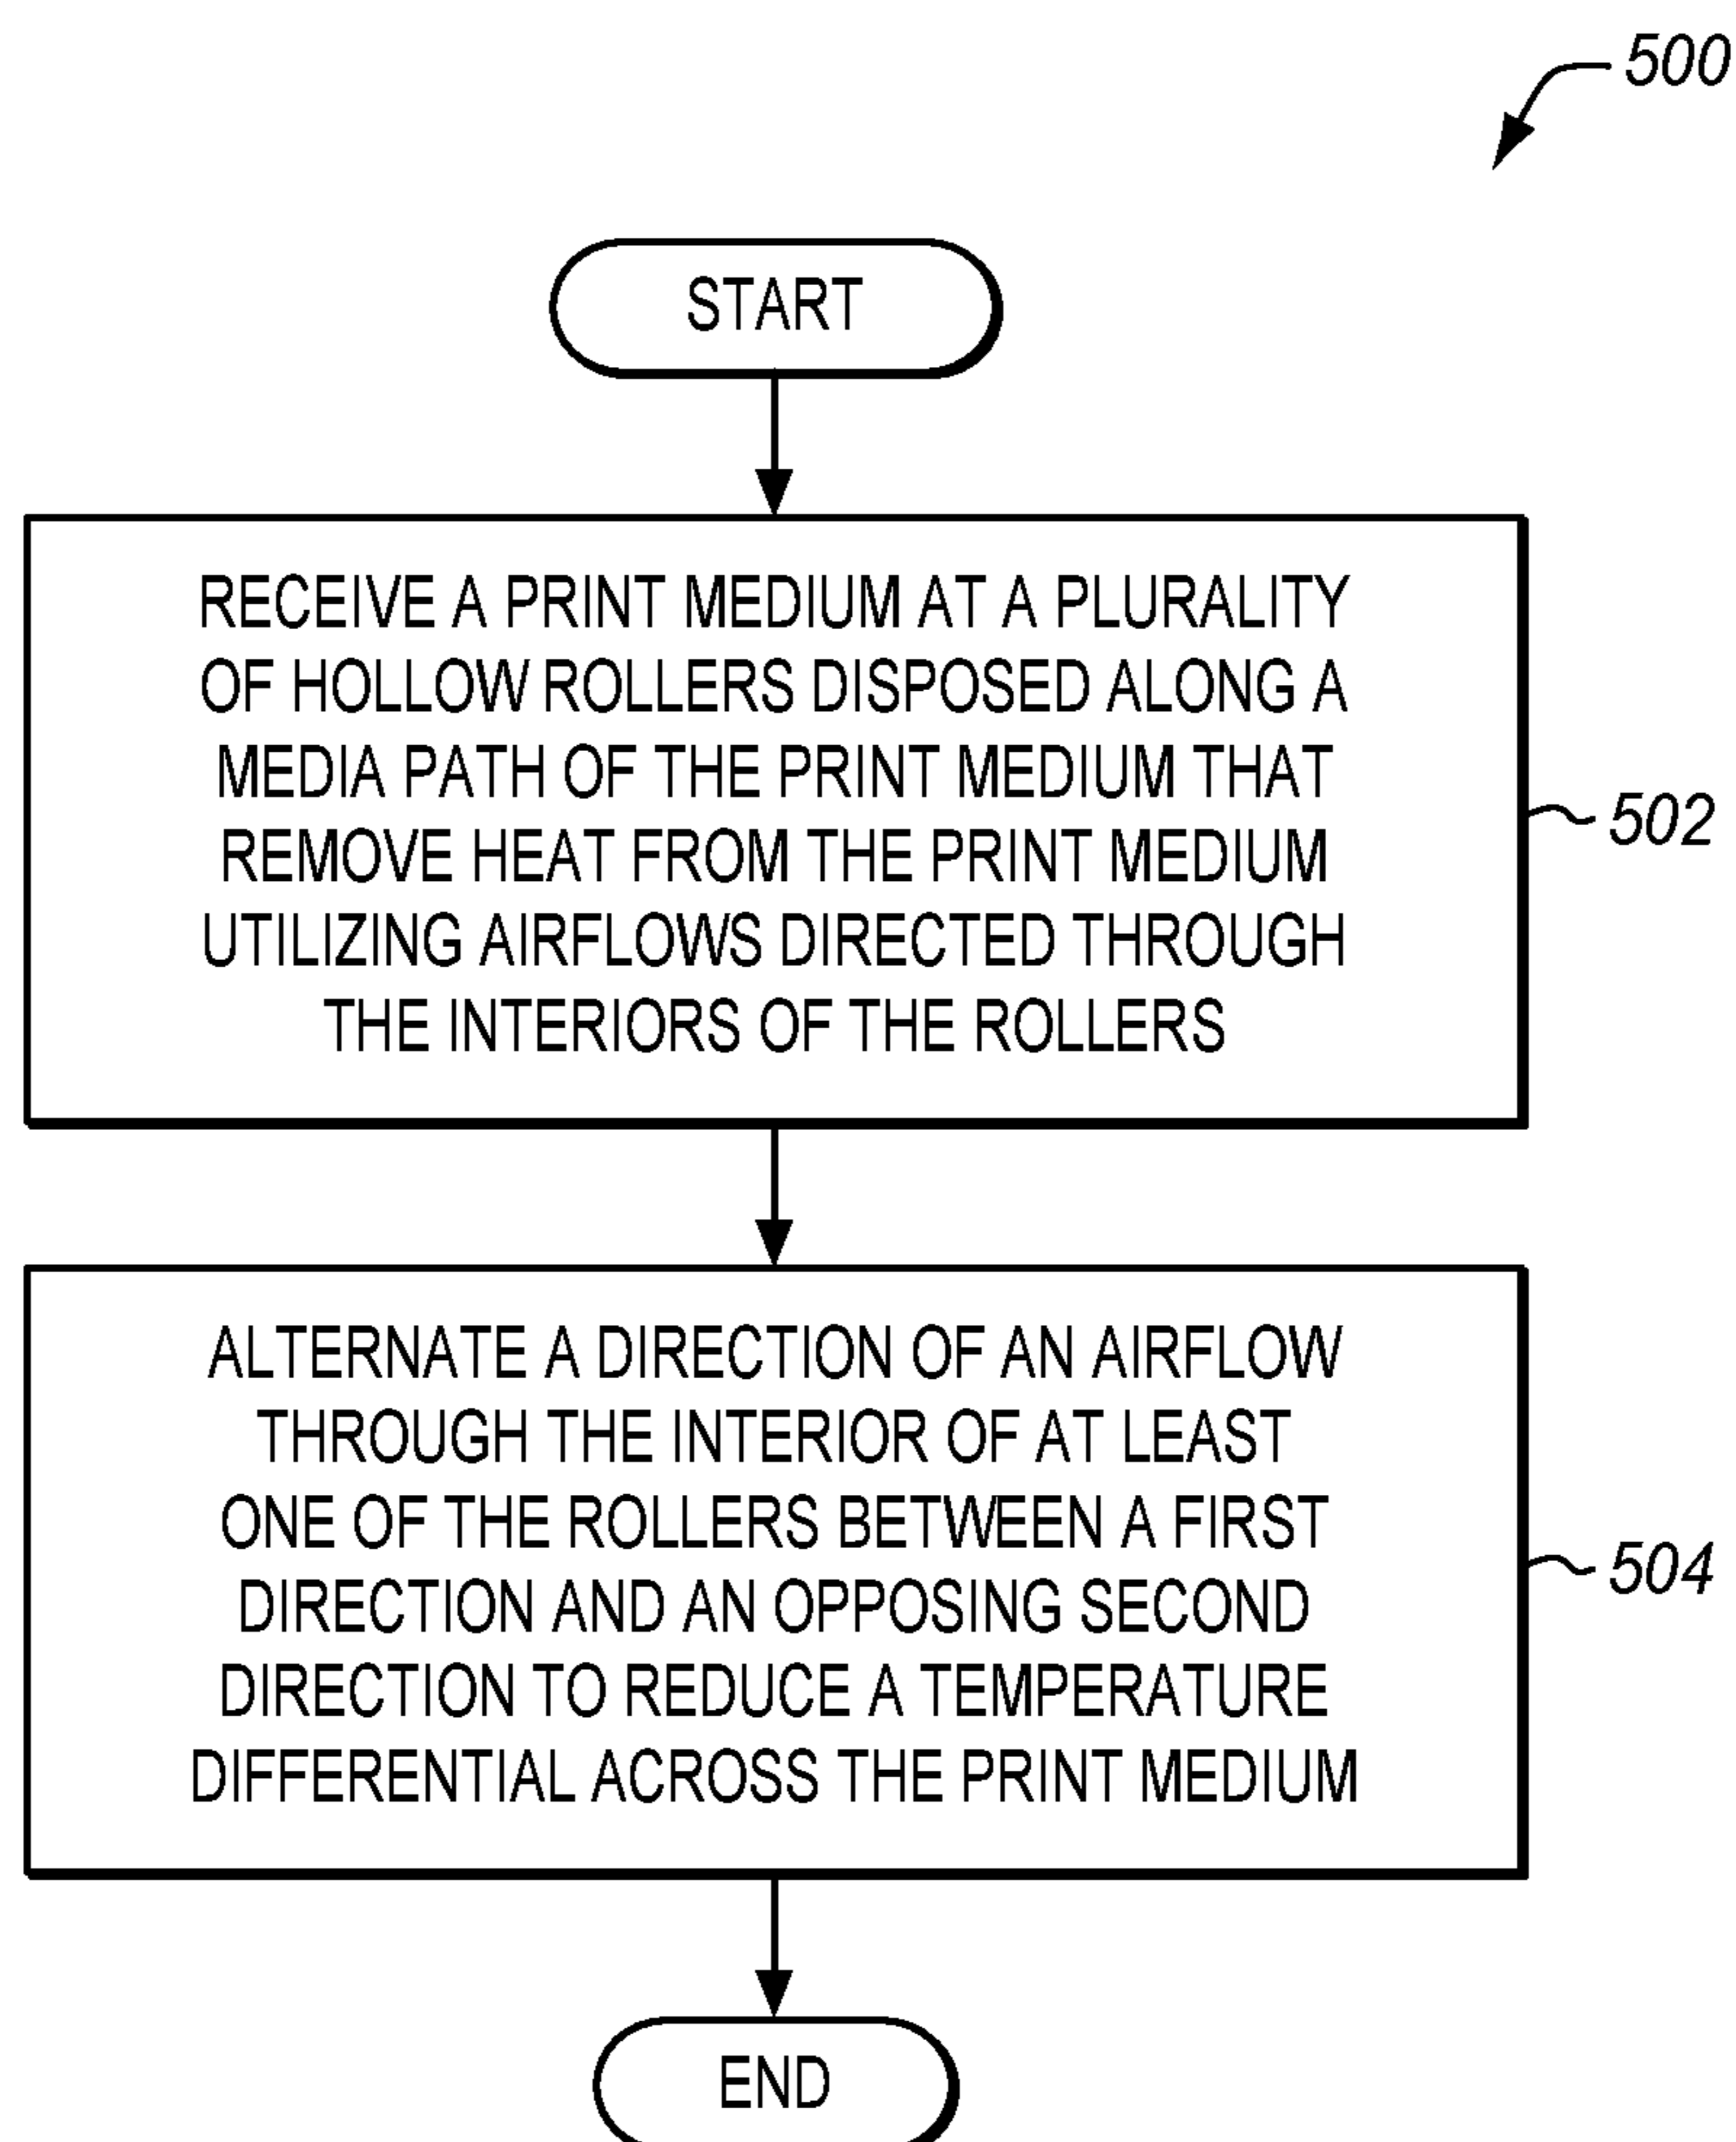 500
START
RECEIVE A PRINT MEDIUM AT A PLURALITY
OF HOLLOW ROLLERS DISPOSED ALONG A
MEDIA PATH OF THE PRINT MEDIUM THAT
REMOVE HEAT FROM THE PRINT MEDIUM
UTILIZING AIRFLOWS DIRECTED THROUGH
THE INTERIORS OF THE ROLLERS
502
ALTERNATE A DIRECTION OF AN AIRFLOW
THROUGH THE INTERIOR OF AT LEAST
ONE OF THE ROLLERS BETWEEN A FIRST
DIRECTION AND AN OPPOSING SECOND
DIRECTION TO REDUCE A TEMPERATURE
DIFFERENTIAL ACROSS THE PRINT MEDIUM
504
END